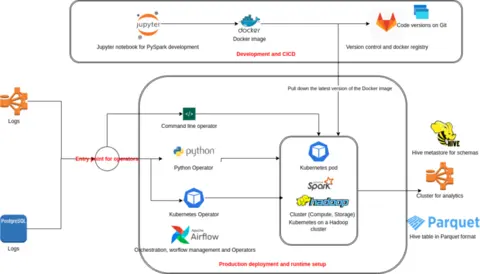 jupyter
docker
Code versions on Git
Docker image
Jupyter notebook for PySpark development
Version control and docker registry
Development and CICD
Pull down the latest version of the Docker image
</>
Command line operator
Logs
python
Entry point for operators
Python Operator
Kubernetes pod
HIVE
Hive metastore for schemas
Spark
hadoop
Cluster for analytics
Kubernetes Operator
Cluster (Compute, Storage)
Kubernetes on a Hadoop
cluster
PostgreSQL
Logs
Apache
Airflow
Parquet
Hive table in Parquet format
Orchestration, worflow management and Operators
Production deployment and runtime setup